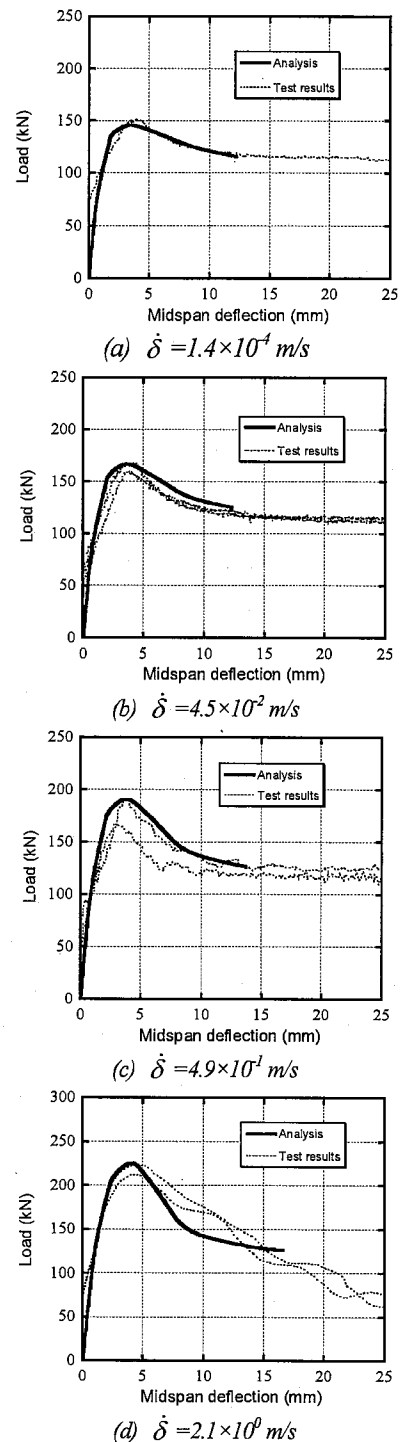 250
200
150
100
50
0
Load (kN)
Analysis
Test results
0 5 10 15 20 25
Midspan deflection (mm)
(a) δ̇ =1.4×10⁻⁴ m/s
250
200
150
100
50
0
Load (kN)
Analysis
Test results
0 5 10 15 20 25
Midspan deflection (mm)
(b) δ̇ =4.5×10⁻² m/s
250
200
150
100
50
0
Load (kN)
Analysis
Test results
0 5 10 15 20 25
Midspan deflection (mm)
(c) δ̇ =4.9×10⁻¹ m/s
300
250
200
150
100
50
0
Load (kN)
Analysis
Test results
0 5 10 15 20 25
Midspan deflection (mm)
(d) δ̇ =2.1×10⁰ m/s